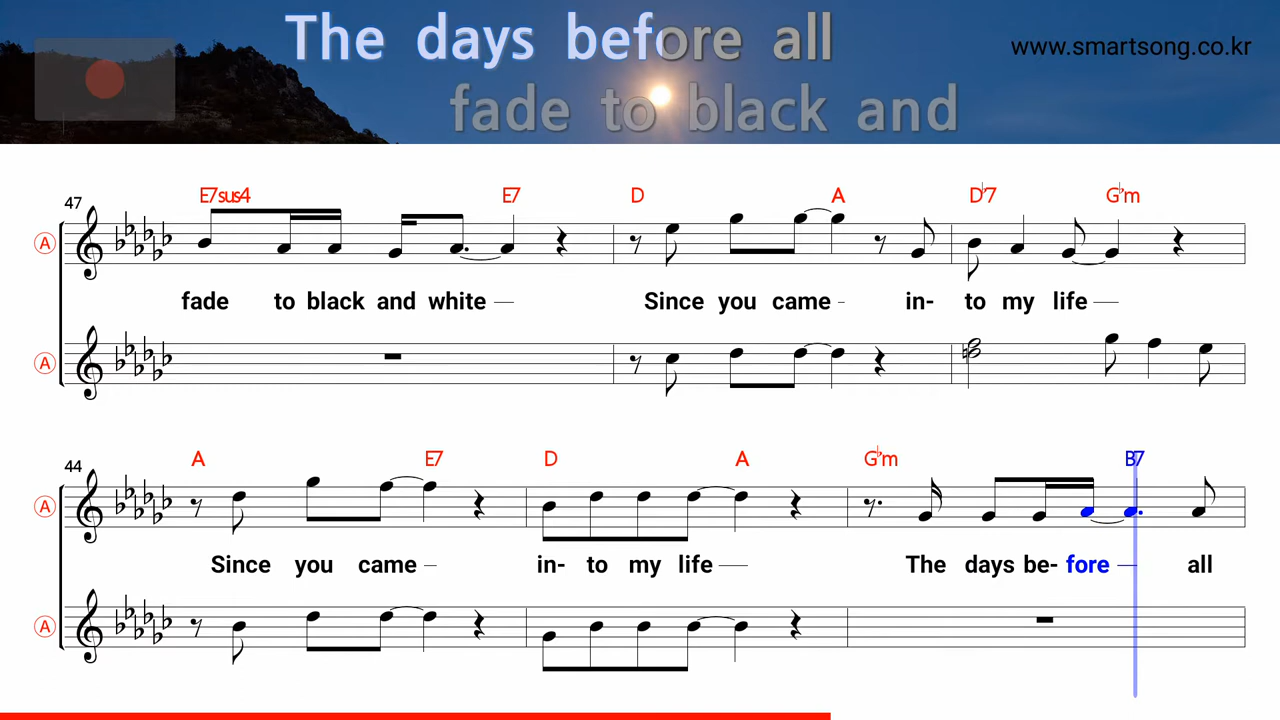 The days before all
www.smartsong.co.kr
fade to black and
47
E7sus4 E7 D A D♭7 G♭m
A
fade to black and white — Since you came - in- to my life —
A
44
A E7 D A G♭m B7
A
Since you came - in- to my life — The days be- fore — all
A